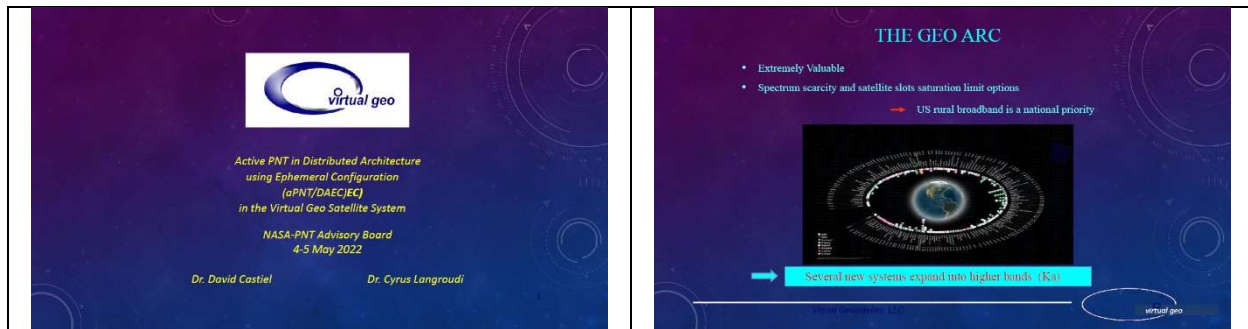 virtual geo
Active PNT in Distributed Architecture
using Ephemeral Configuration
(aPNT/DAEC)EC)
in the Virtual Geo Satellite System
NASA-PNT Advisory Board
4-5 May 2022
Dr. David Castiel Dr. Cyrus Langroudi
1
THE GEO ARC
• Extremely Valuable
• Spectrum scarcity and satellite slots saturation limit options
US rural broadband is a national priority
Several new systems expand into higher bands (Ka)
virtual geo